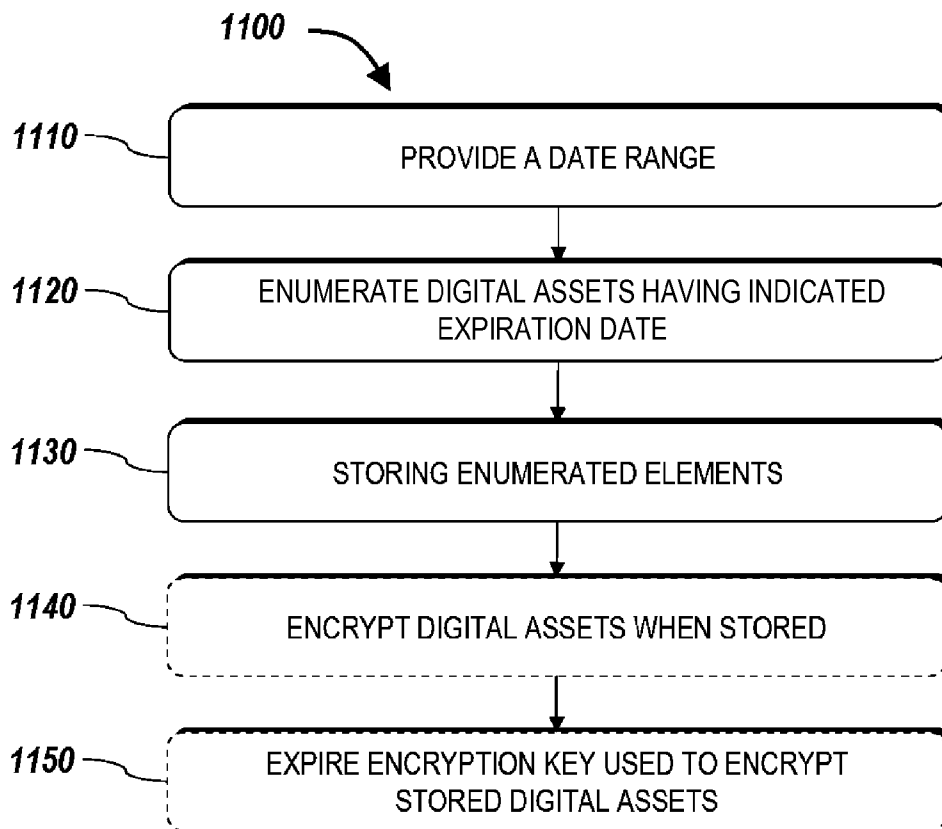 1100
1110
PROVIDE A DATE RANGE
1120
ENUMERATE DIGITAL ASSETS HAVING INDICATED
EXPIRATION DATE
1130
STORING ENUMERATED ELEMENTS
1140
ENCRYPT DIGITAL ASSETS WHEN STORED
1150
EXPIRE ENCRYPTION KEY USED TO ENCRYPT
STORED DIGITAL ASSETS